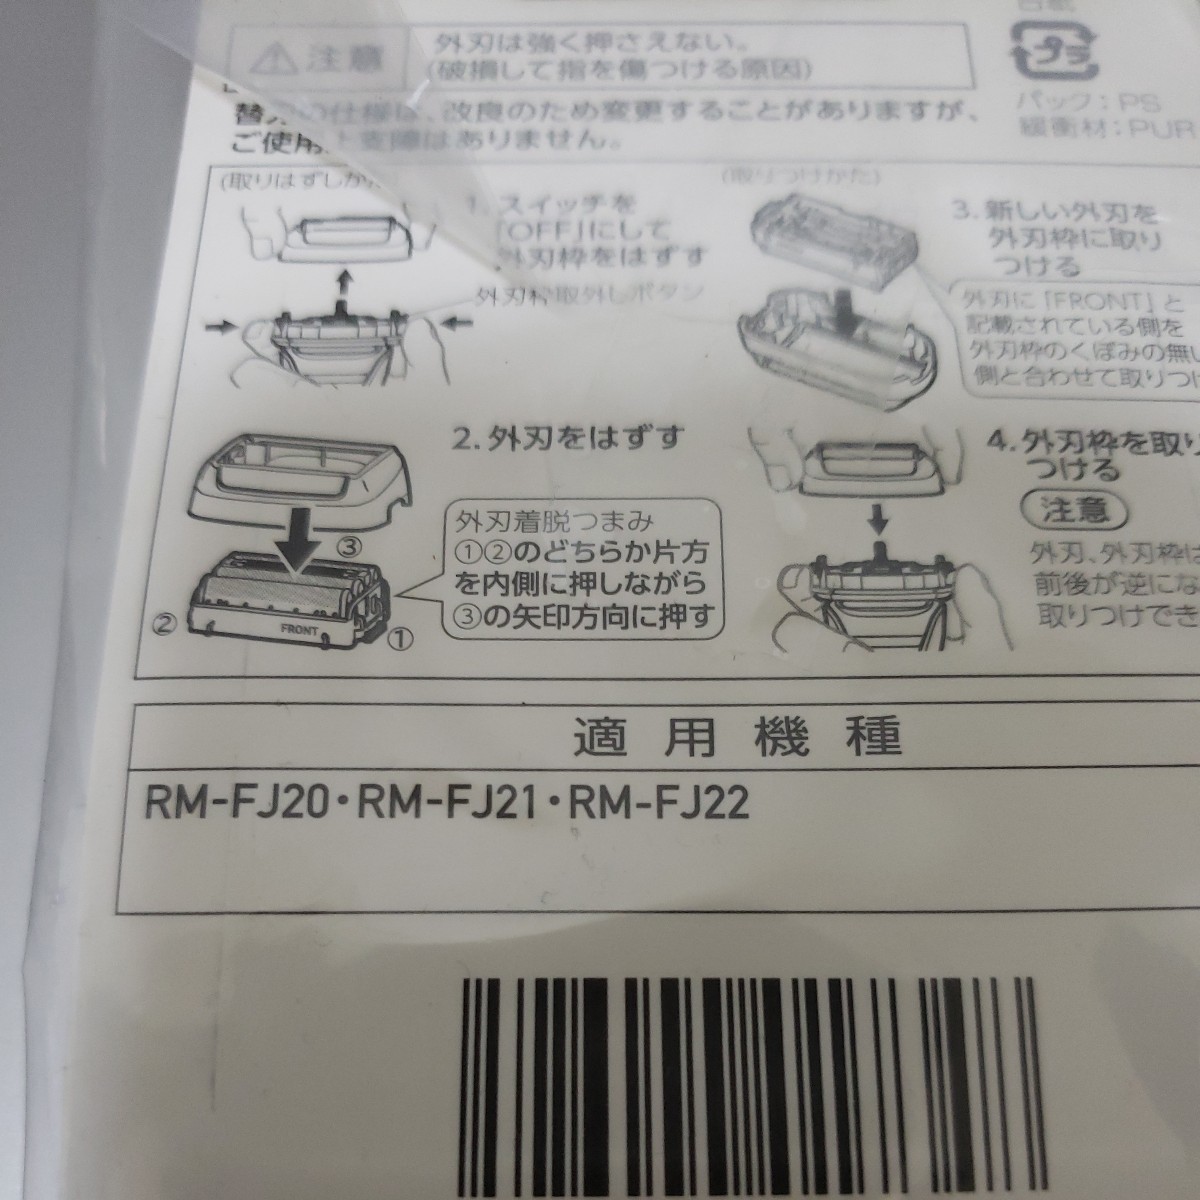 注意
外刃は強く押さえない。
(破損して指を傷つける原因)
プラ
パック：PS
緩衝材：PUR
の仕様は、改良のため変更することがありますが、
ご使用上支障はありません。
(取りはずしかた
1. スイッチを
「OFF」にして
外刃枠をはずす
外刃枠取外しボタン
2. 外刃をはずす
外刃着脱つまみ
①②のどちらか片方
を内側に押しながら
③の矢印方向に押す
③
②
①
FRONT
(取りつけかた)
3. 新しい外刃を
外刃枠に取り
つける
外刃に「FRONT」と
記載されている側を
外刃枠のくぼみの無し
側と合わせて取りつけ
4. 外刃枠を取り
つける
注意
外刃、外刃枠は
前後が逆にな
取りつけでき
適用機種
RM-FJ20・RM-FJ21・RM-FJ22